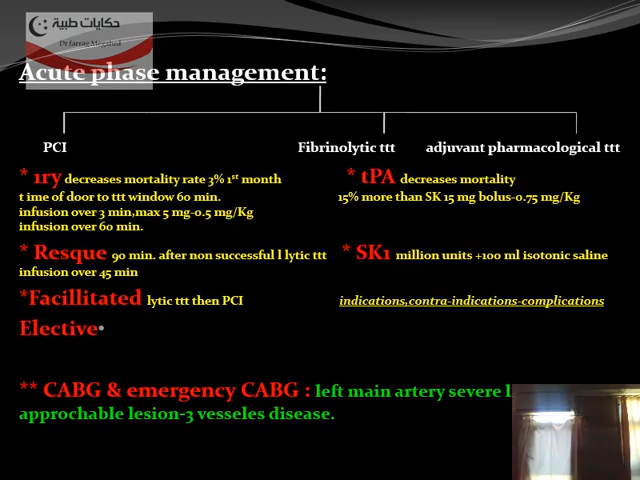 حكايات طبية
Dr farrag Megahed
Acute phase management:
PCI Fibrinolytic ttt adjuvant pharmacological ttt
* 1ry decreases mortality rate 3% 1st month * tPA decreases mortality
t ime of door to ttt window 60 min. 15% more than SK 15 mg bolus-0.75 mg/Kg
infusion over 3 min,max 5 mg-0.5 mg/Kg
infusion over 60 min.
* Resque 90 min. after non successful l lytic ttt * SK1 million units +100 ml isotonic saline
infusion over 45 min
*Facillitated lytic ttt then PCI indications,contra-indications-complications
Elective•
** CABG & emergency CABG : left main artery severe
approchable lesion-3 vesseles disease.